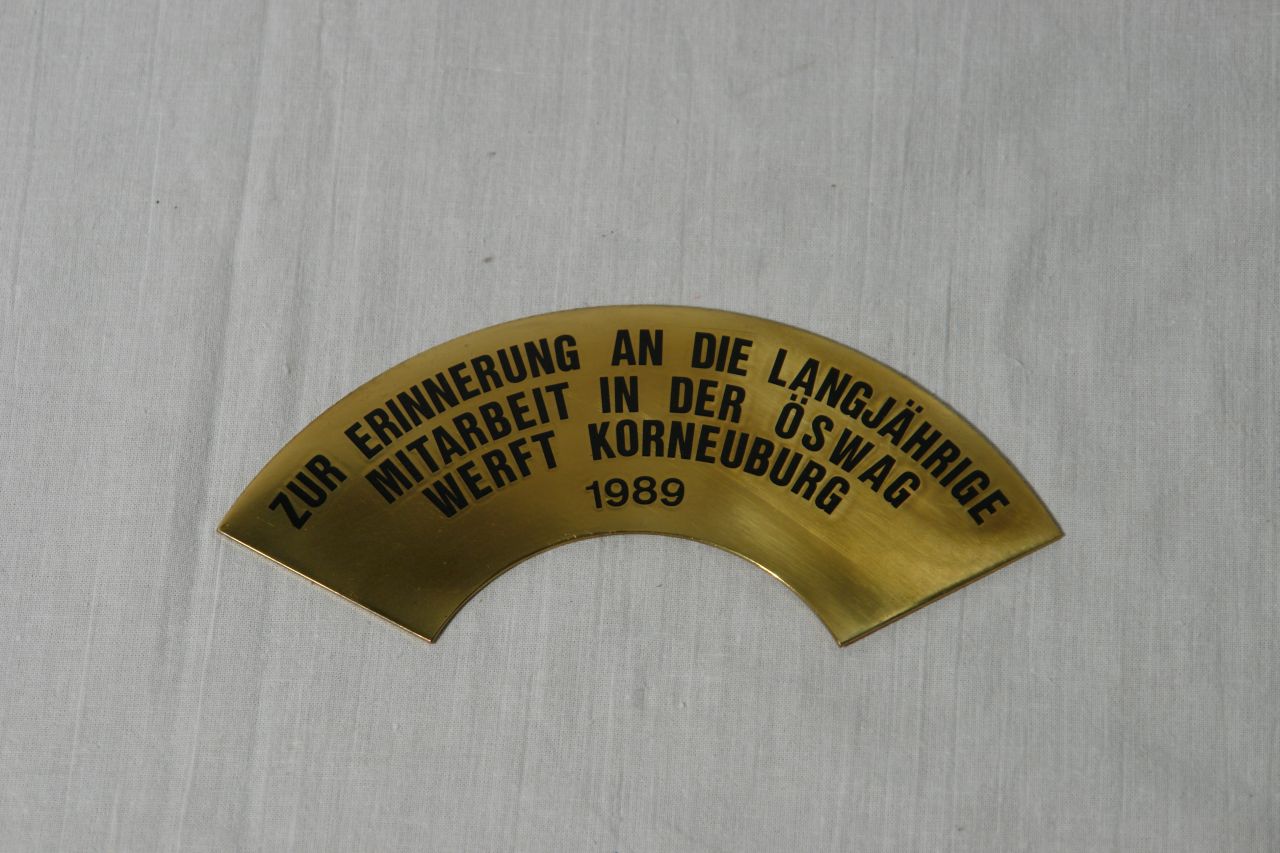 ZUR ERINNERUNG AN DIE LANGJÄHRIGE
MITARBEIT IN DER ÖSWAG
WERFT KORNEUBURG
1989